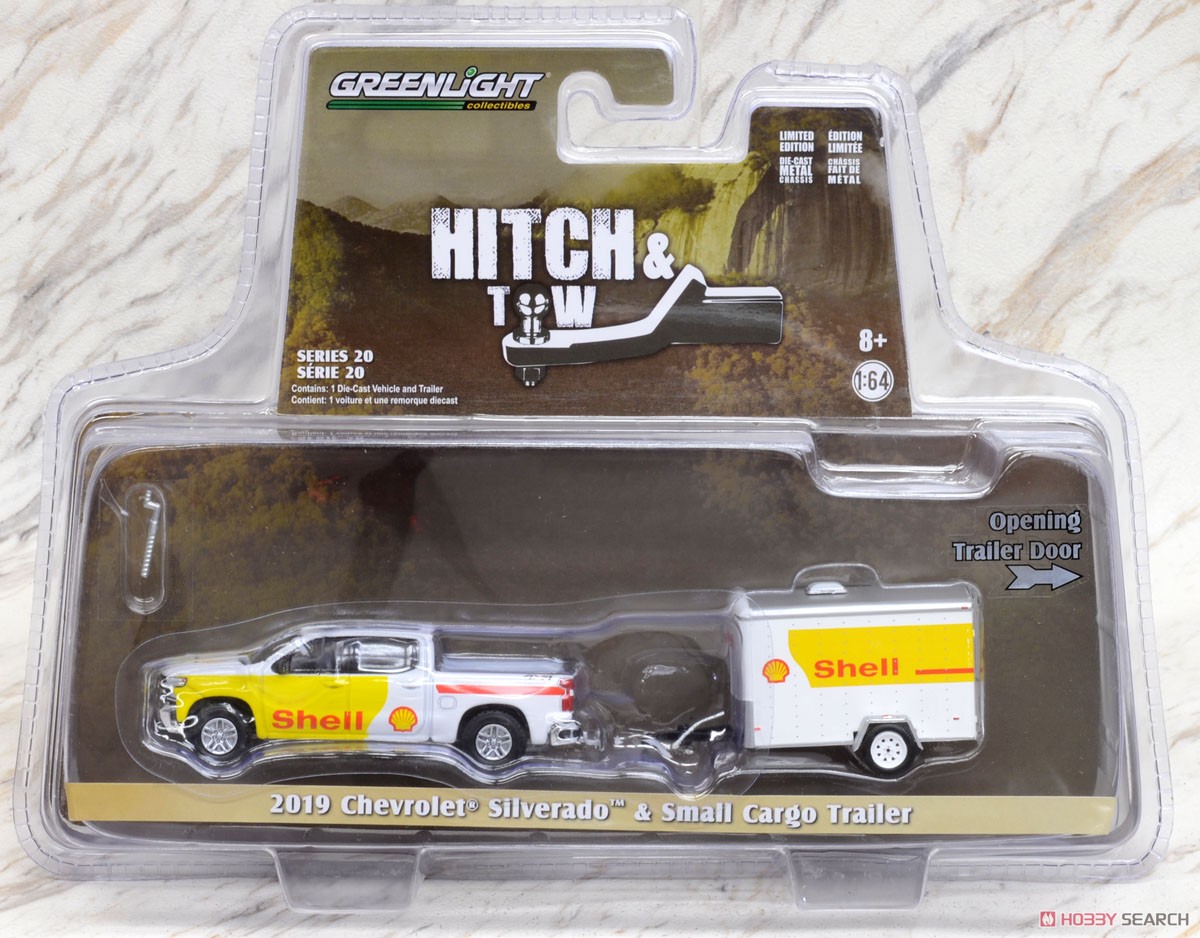 GREENLIGHT®
collectibles
LIMITED EDITION
ÉDITION LIMITÉE
DIE-CAST METAL CHASSIS
CHÂSSIS FAIT DE MÉTAL
HITCH &
TOW
8+
1:64
SERIES 20
SÉRIE 20
Contains: 1 Die-Cast Vehicle and Trailer
Contient: 1 voiture et une remorque diecast
Opening
Trailer Door
Shell
Shell
2019 Chevrolet® Silverado™ & Small Cargo Trailer
HOBBY SEARCH